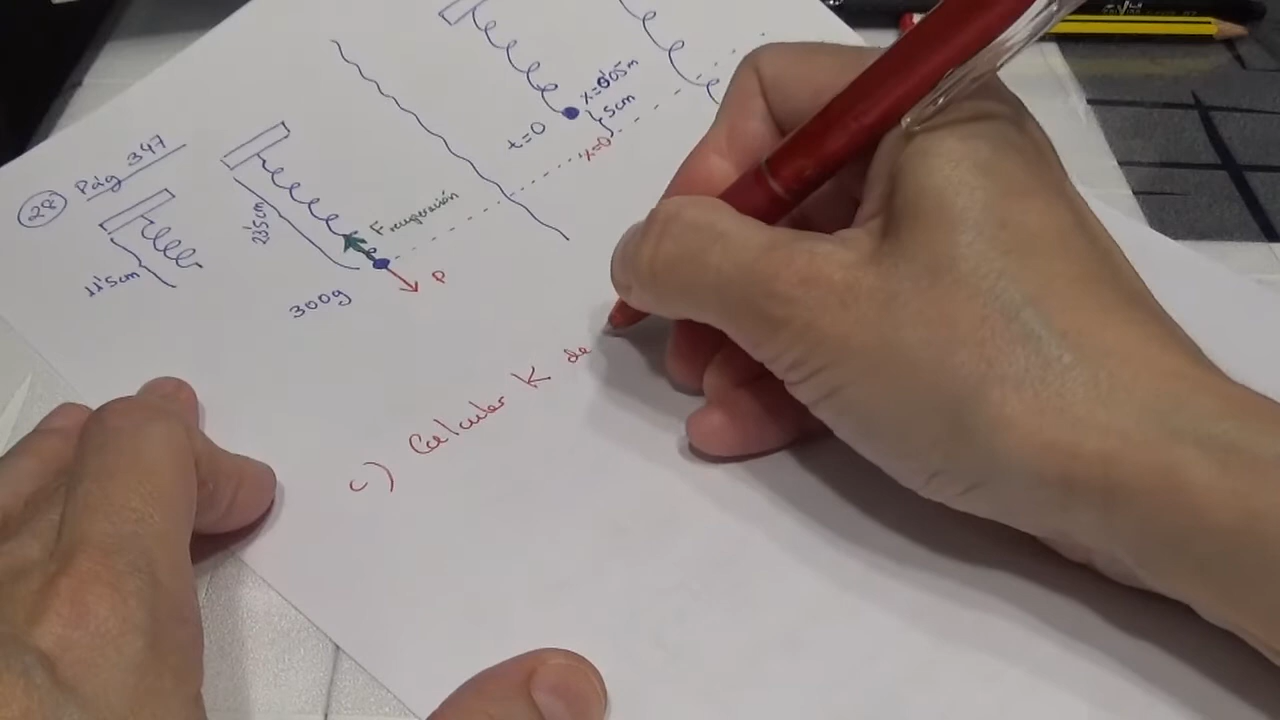 28 Pág 347
11'5cm
23'5cm
F recuperación
P
300g
t=0
x=0'05m
5cm
x=0
c) Calcular K de